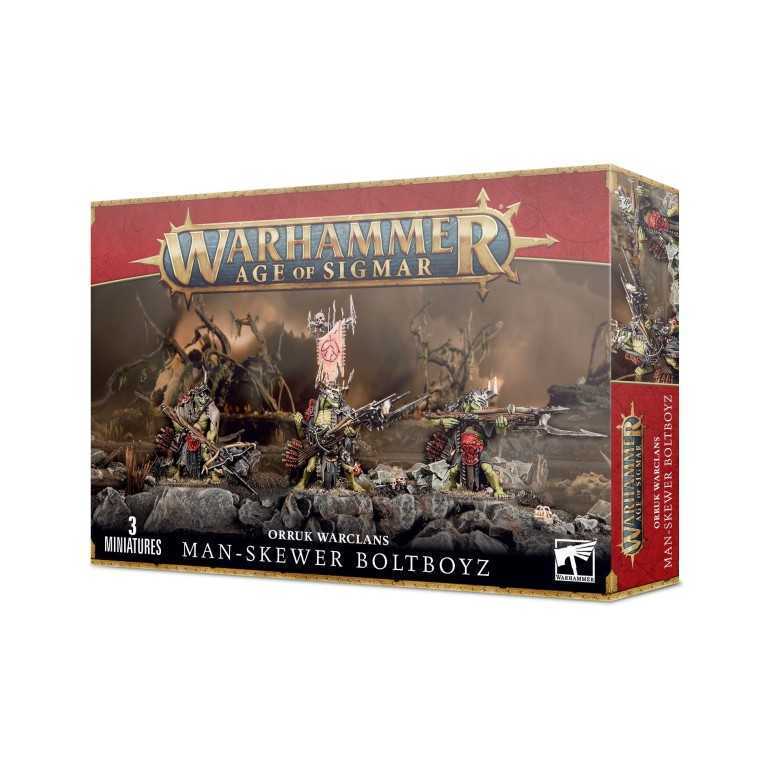 WARHAMMER
AGE OF SIGMAR
3
MINIATURES
ORRUK WARCLANS
MAN-SKEWER BOLTBOYZ
WARHAMMER
WARHAMMER
AGE OF SIGMAR
ORRUK WARCLANS
MAN-SKEWER BOLTBOYZ